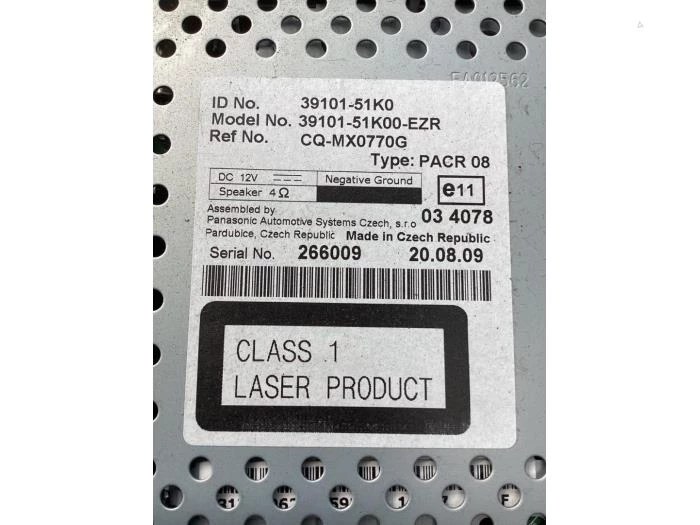 EA012562
ID No. 39101-51K0
Model No. 39101-51K00-EZR
Ref No. CQ-MX0770G
Type: PACR 08
DC 12V Negative Ground
Speaker 4Ω
e11
Assembled by
Panasonic Automotive Systems Czech, s.r.o 03 4078
Pardubice, Czech Republic Made in Czech Republic
Serial No. 266009 20.08.09
CLASS 1
LASER PRODUCT